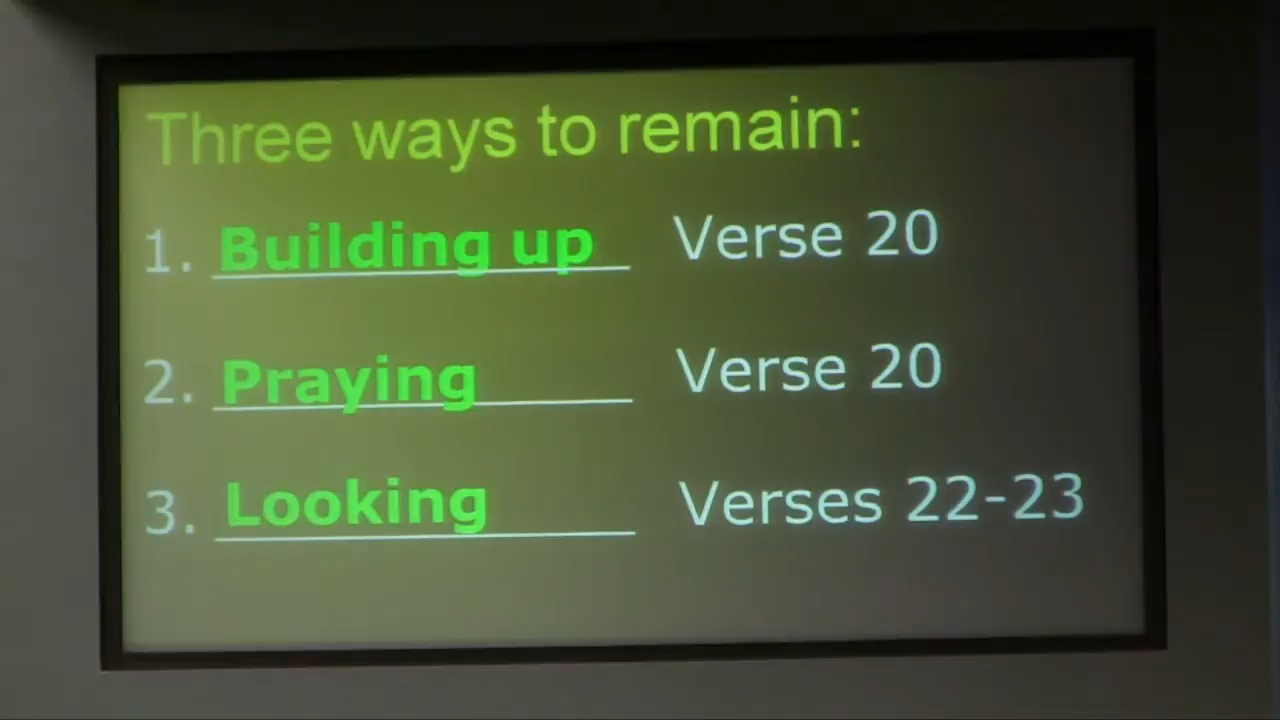 Three ways to remain:
1. Building up Verse 20
2. Praying Verse 20
3. Looking Verses 22-23